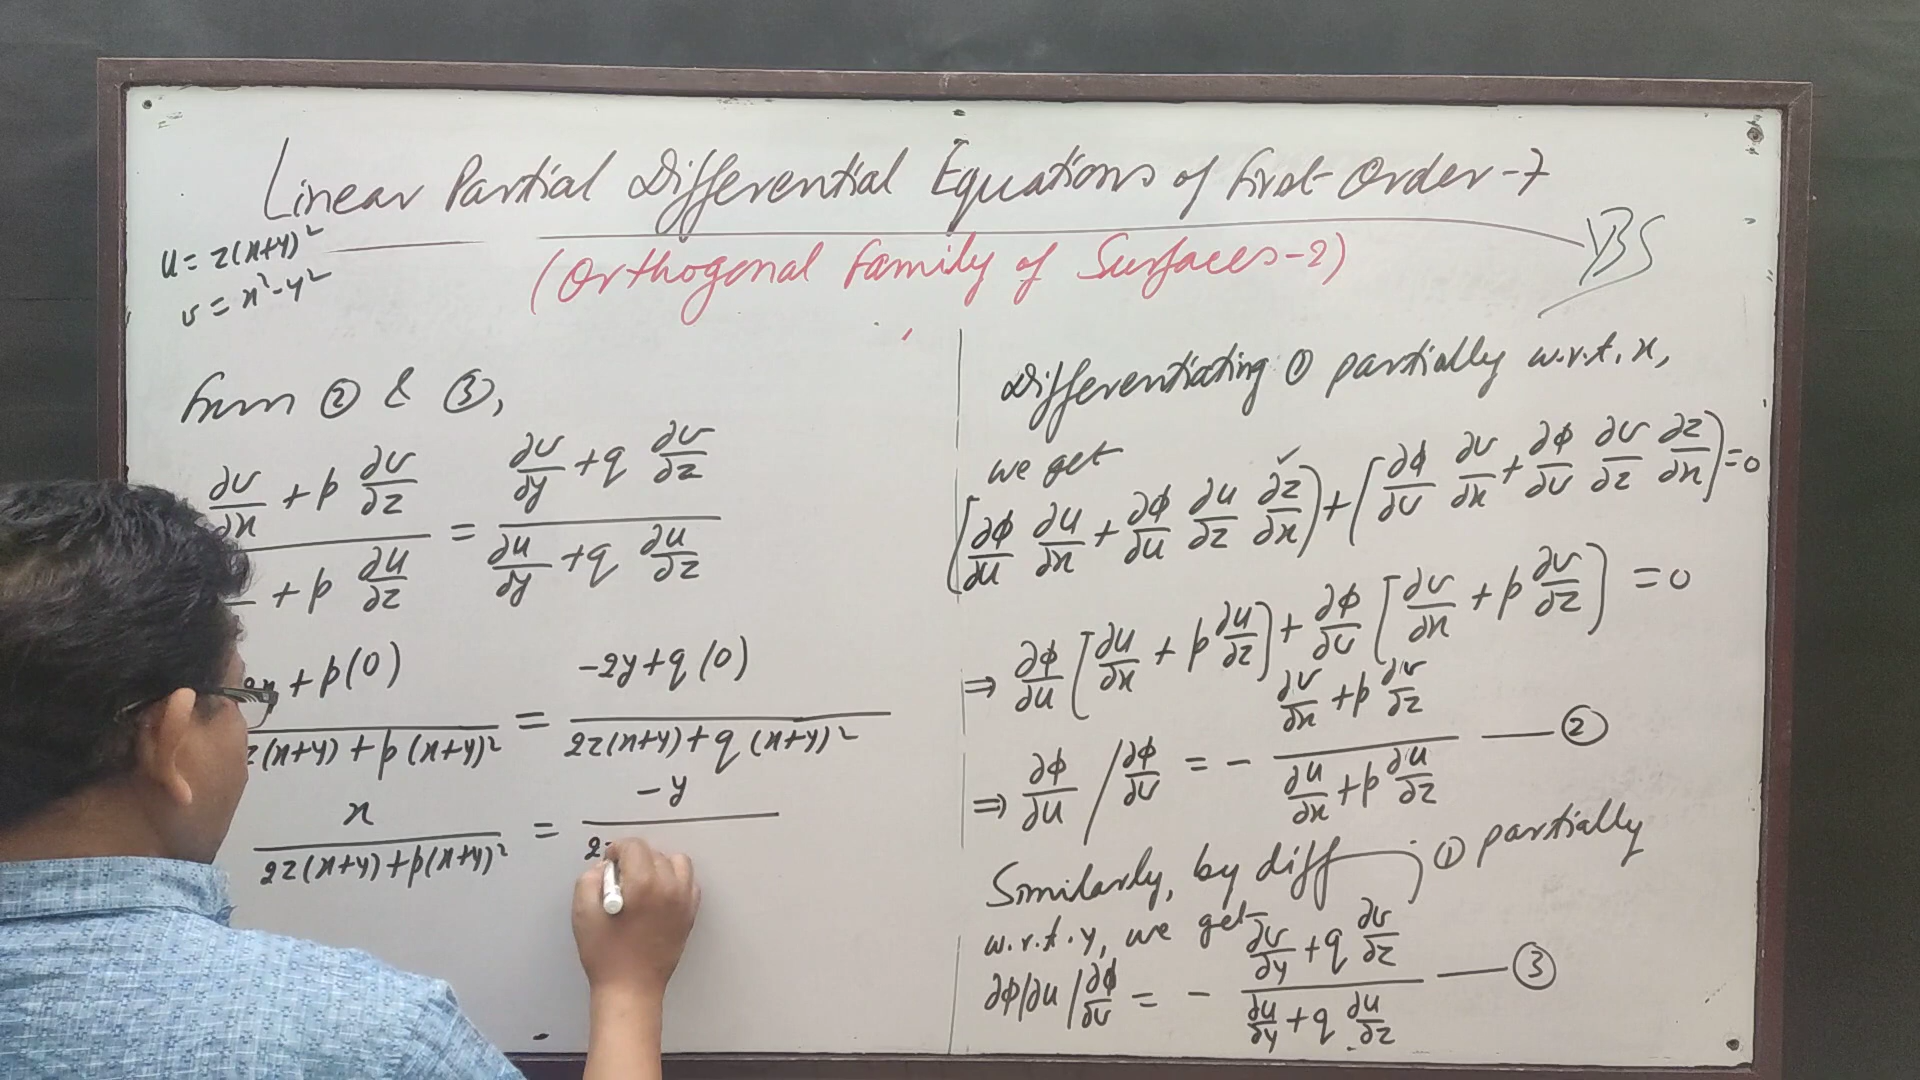 Linear Partial Differential Equations of First Order-7
(Orthogonal Family of Surfaces-2)
YBS
u = z(x+y)²
v = x²-y²
From ② & ③,
∂v/∂x + p ∂v/∂z = ∂v/∂y + q ∂v/∂z
+ p ∂u/∂z ∂u/∂y + q ∂u/∂z
2x + p(0) = -2y + q(0)
z(x+y) + p(x+y)² 2z(x+y) + q(x+y)²
x = -y
2z(x+y) + p(x+y)² 2z
Differentiating ① partially w.r.t. x,
we get
[∂φ/∂u ∂u/∂x + ∂φ/∂u ∂u/∂z ∂z/∂x] + [∂φ/∂v ∂v/∂x + ∂φ/∂v ∂v/∂z ∂z/∂x] = 0
⇒ ∂φ/∂u [∂u/∂x + p ∂u/∂z] + ∂φ/∂v [∂v/∂x + p ∂v/∂z] = 0
⇒ ∂φ/∂u / ∂φ/∂v = - (∂v/∂x + p ∂v/∂z)/(∂u/∂x + p ∂u/∂z) — ②
Similarly, by diff ① partially
w.r.t. y, we get
∂φ/∂u / ∂φ/∂v = - (∂v/∂y + q ∂v/∂z)/(∂u/∂y + q ∂u/∂z) — ③